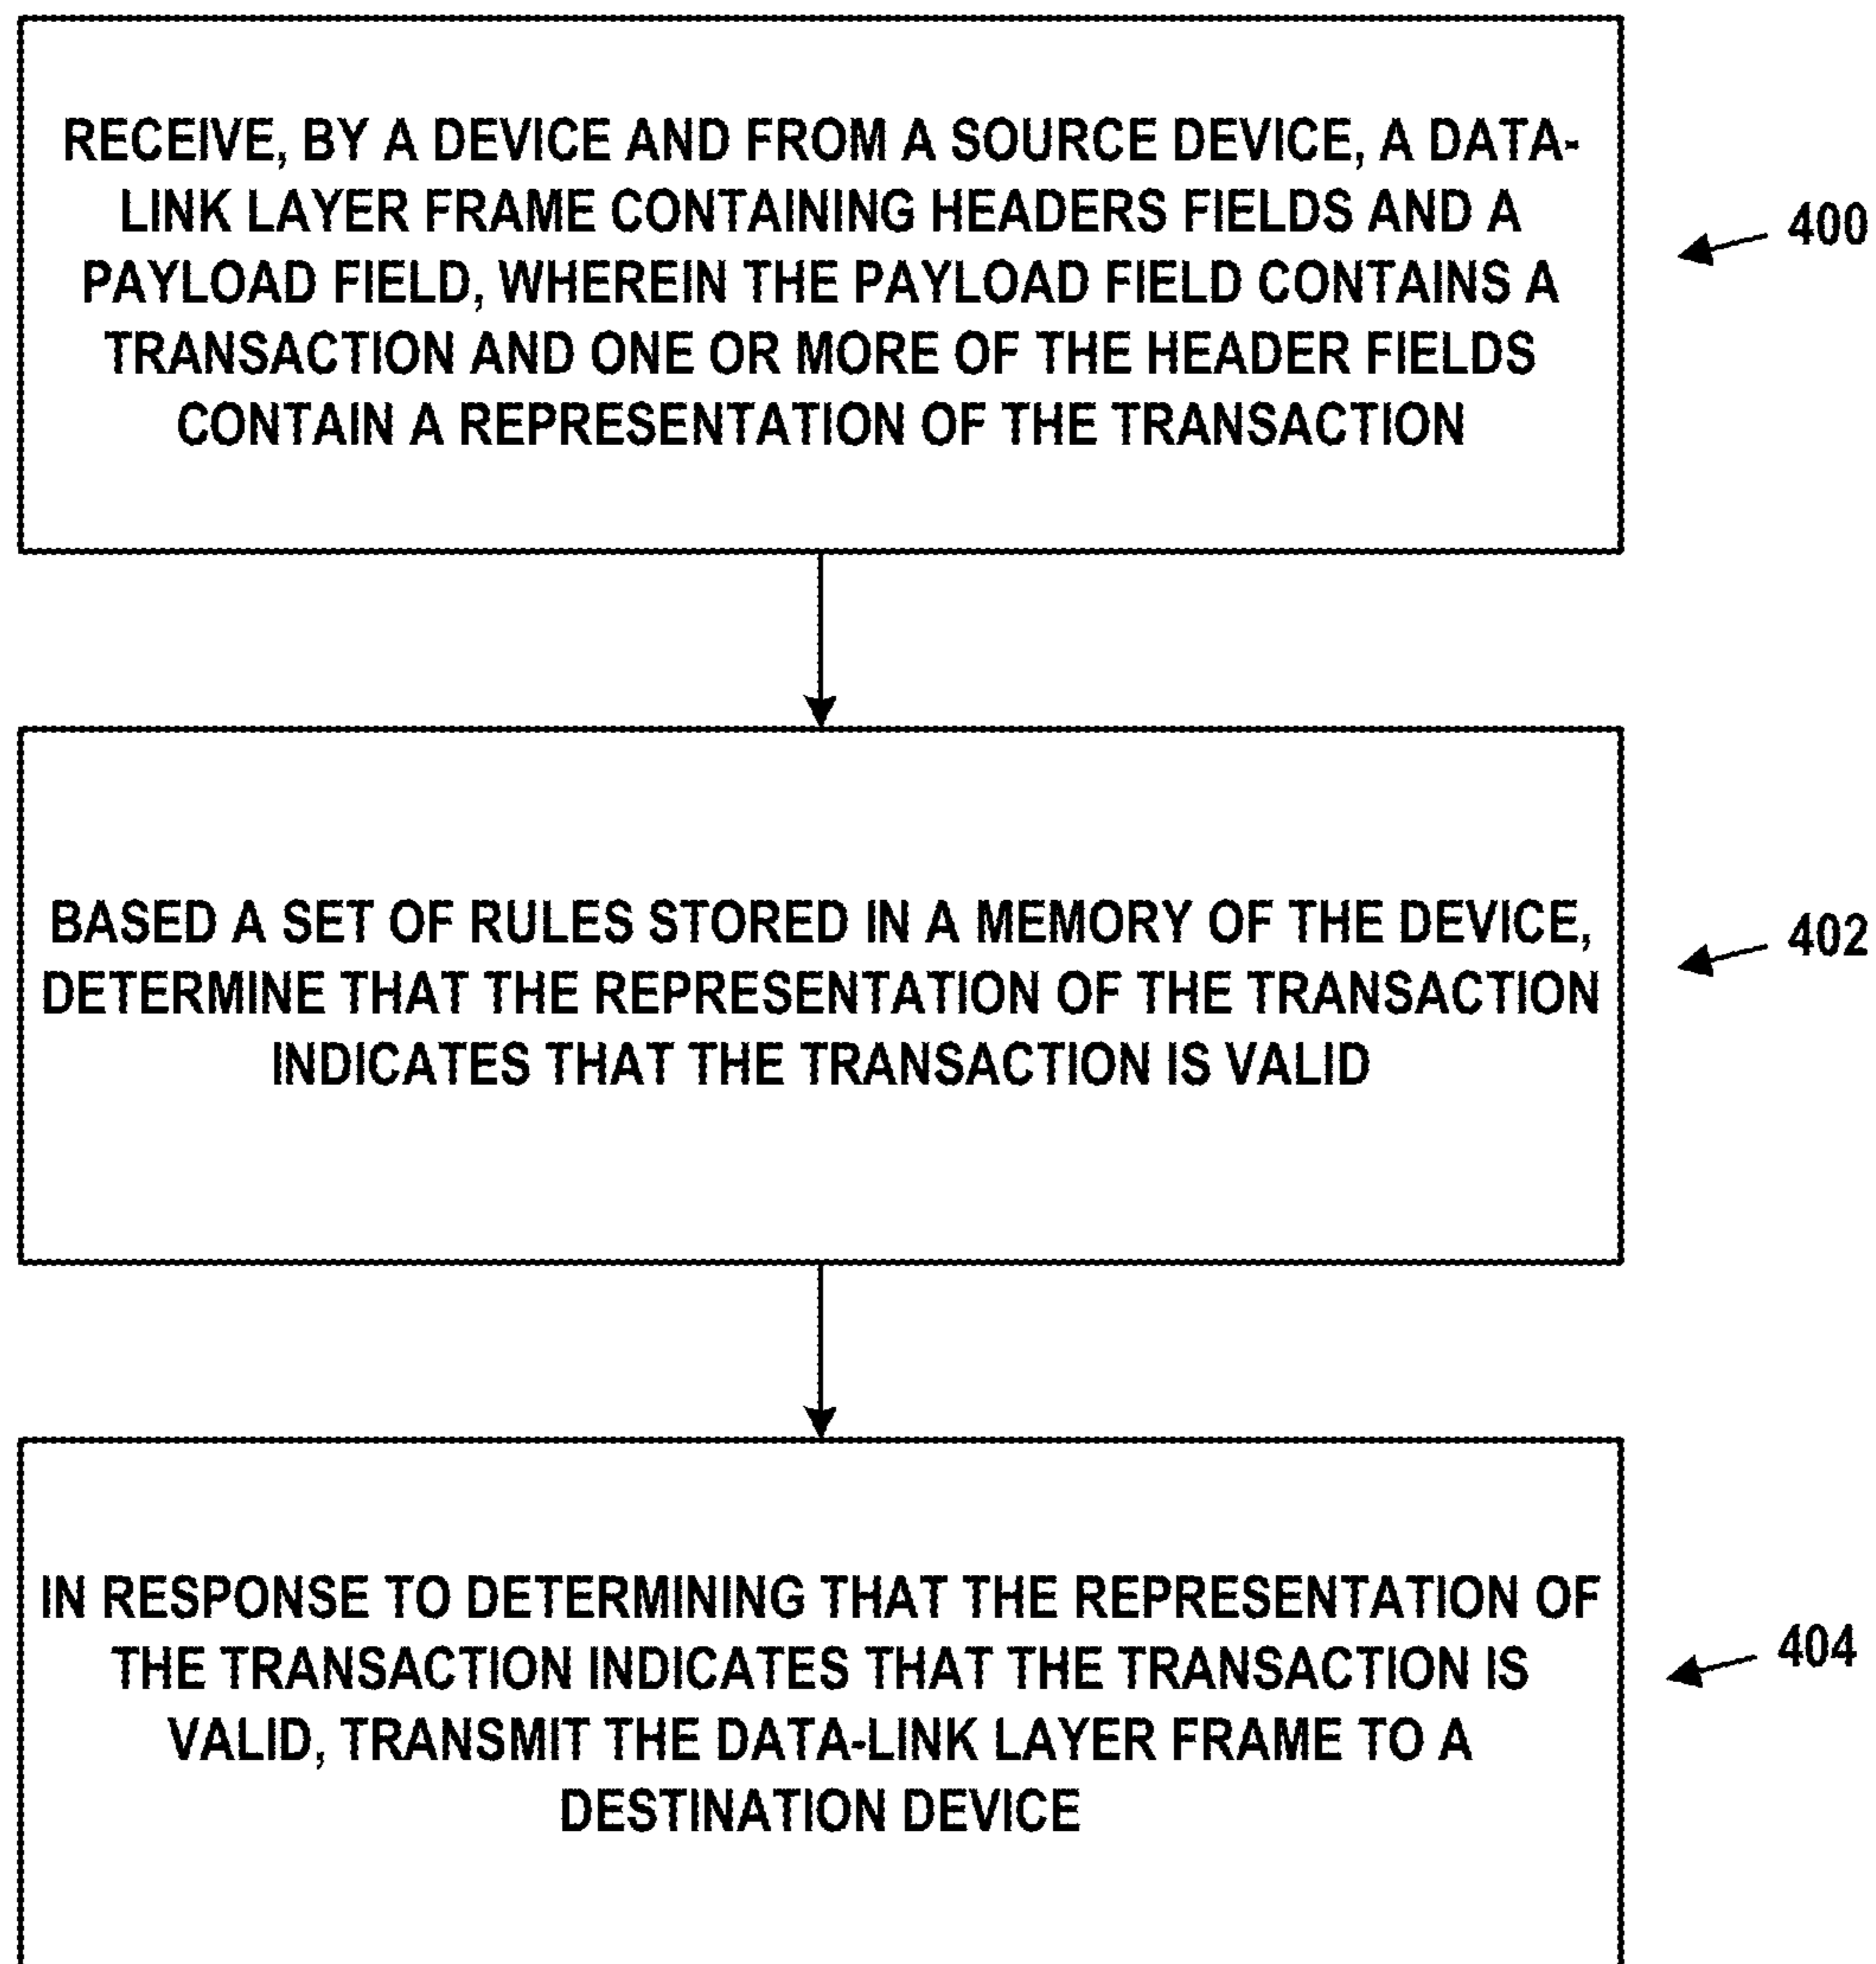 RECEIVE, BY A DEVICE AND FROM A SOURCE DEVICE, A DATA-
LINK LAYER FRAME CONTAINING HEADERS FIELDS AND A
PAYLOAD FIELD, WHEREIN THE PAYLOAD FIELD CONTAINS A
TRANSACTION AND ONE OR MORE OF THE HEADER FIELDS
CONTAIN A REPRESENTATION OF THE TRANSACTION
400
BASED A SET OF RULES STORED IN A MEMORY OF THE DEVICE,
DETERMINE THAT THE REPRESENTATION OF THE TRANSACTION
INDICATES THAT THE TRANSACTION IS VALID
402
IN RESPONSE TO DETERMINING THAT THE REPRESENTATION OF
THE TRANSACTION INDICATES THAT THE TRANSACTION IS
VALID, TRANSMIT THE DATA-LINK LAYER FRAME TO A
DESTINATION DEVICE
404